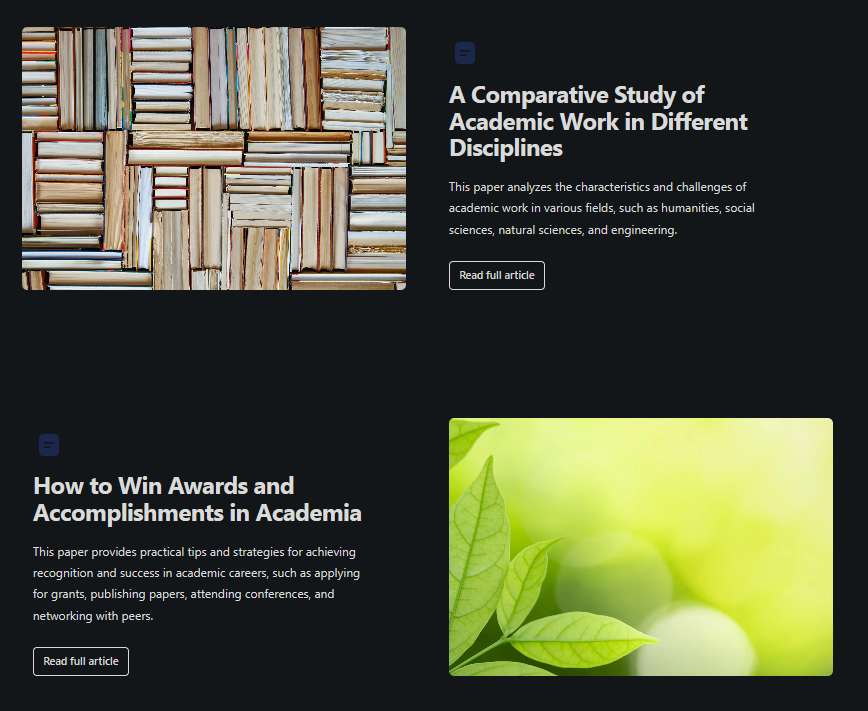 A Comparative Study of
Academic Work in Different
Disciplines
This paper analyzes the characteristics and challenges of
academic work in various fields, such as humanities, social
sciences, natural sciences, and engineering.
Read full article
How to Win Awards and
Accomplishments in Academia
This paper provides practical tips and strategies for achieving
recognition and success in academic careers, such as applying
for grants, publishing papers, attending conferences, and
networking with peers.
Read full article